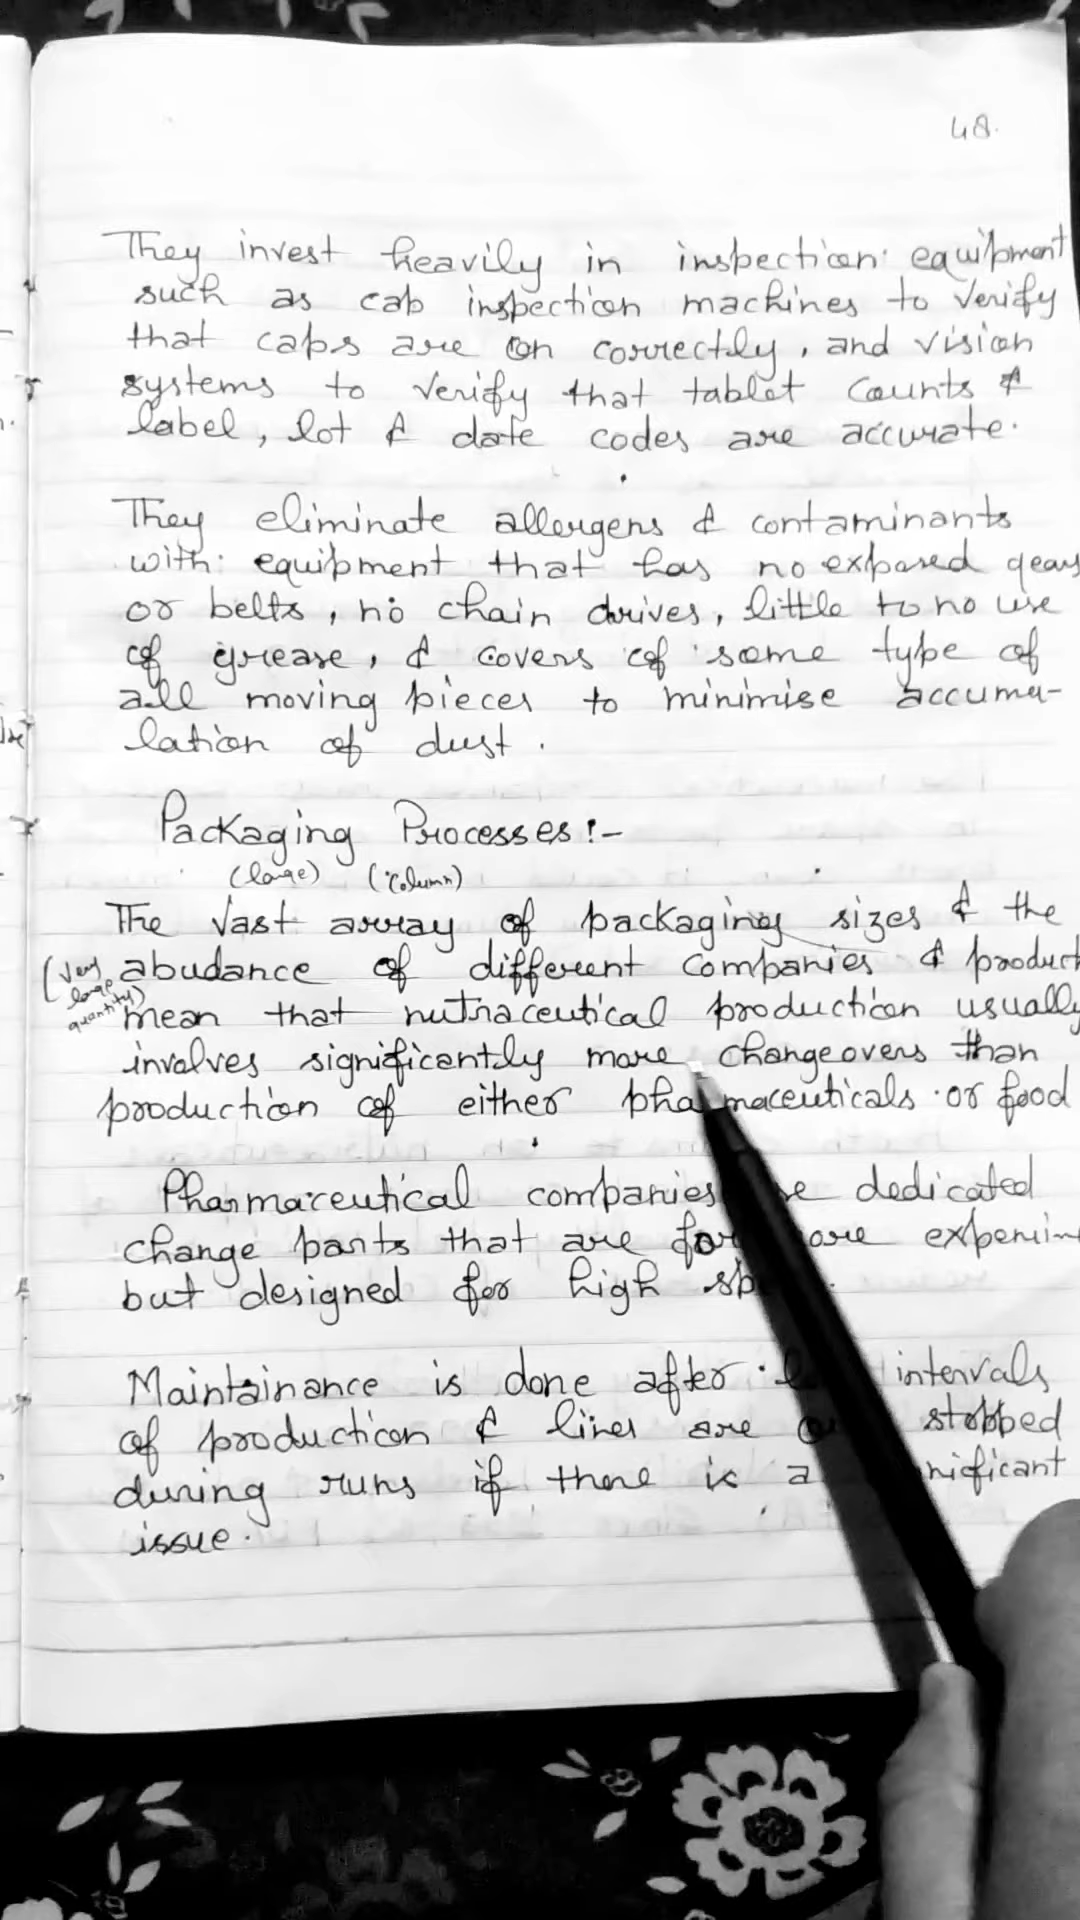 48.
They invest heavily in inspection equipment
such as cap inspection machines to verify
that caps are on correctly, and vision
systems to verify that tablet counts &
label, lot & date codes are accurate.
They eliminate allergens & contaminants
with equipment that has no exposed gears
or belts, no chain drives, little to no use
of grease, & covers of some type of
all moving pieces to minimise accumu-
lation of dust.
Packaging Processes:-
(large) (Column)
The vast array of packaging sizes & the
(very large quantity) abudance of different companies & product
mean that nutraceutical production usually
involves significantly more changeovers than
production of either pharmaceuticals or food
Pharmaceutical companies dedicated
change parts that are far more
but designed for high
Maintainance is done after intervals
of production & lines are stopped
during runs if there is a
issue.